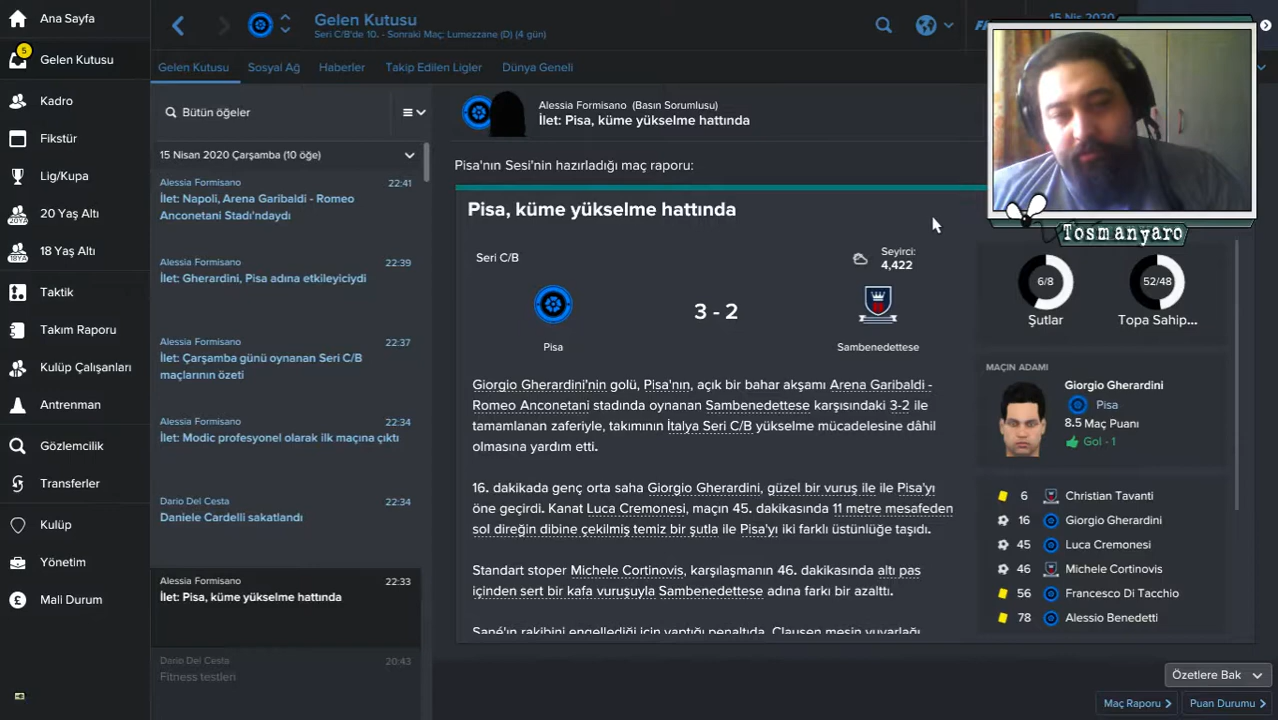 Ana Sayfa
5
Gelen Kutusu
Kadro
Fikstür
Lig/Kupa
20YA
20 Yaş Altı
18YA
18 Yaş Altı
Taktik
Takım Raporu
Kulüp Çalışanları
Antrenman
Gözlemcilik
Transferler
Kulüp
Yönetim
Mali Durum
Gelen Kutusu
Seri C/B'de 10. - Sonraki Maç; Lumezzane (D) (4 gün)
15 Nis 2020
Gelen Kutusu
Sosyal Ağ
Haberler
Takip Edilen Ligler
Dünya Geneli
Bütün öğeler
15 Nisan 2020 Çarşamba (10 öğe)
Alessia Formisano 22:41
İlet: Napoli, Arena Garibaldi - Romeo
Anconetani Stadı'ndaydı
Alessia Formisano 22:39
İlet: Gherardini, Pisa adına etkileyiciydi
Alessia Formisano 22:37
İlet: Çarşamba günü oynanan Seri C/B
maçlarının özeti
Alessia Formisano 22:34
İlet: Modic profesyonel olarak ilk maçına çıktı
Dario Del Cesta 22:34
Daniele Cardelli sakatlandı
Alessia Formisano 22:33
İlet: Pisa, küme yükselme hattında
Dario Del Cesta 20:43
Fitness testleri
Alessia Formisano (Basın Sorumlusu)
İlet: Pisa, küme yükselme hattında
Pisa'nın Sesi'nin hazırladığı maç raporu:
Pisa, küme yükselme hattında
Seri C/B
Seyirci:
4,422
3 - 2
Pisa
Sambenedettese
Giorgio Gherardini'nin golü, Pisa'nın, açık bir bahar akşamı Arena Garibaldi -
Romeo Anconetani stadında oynanan Sambenedettese karşısındaki 3-2 ile
tamamlanan zaferiyle, takımının İtalya Seri C/B yükselme mücadelesine dâhil
olmasına yardım etti.
16. dakikada genç orta saha Giorgio Gherardini, güzel bir vuruş ile ile Pisa'yı
öne geçirdi. Kanat Luca Cremonesi, maçın 45. dakikasında 11 metre mesafeden
sol direğin dibine çekilmiş temiz bir şutla ile Pisa'yı iki farklı üstünlüğe taşıdı.
Standart stoper Michele Cortinovis, karşılaşmanın 46. dakikasında altı pas
içinden sert bir kafa vuruşuyla Sambenedettese adına farkı bir azalttı.
Sané'ın rakibini engellediği için yaptığı penaltıda, Clausen meşin yuvarlağı
Tosmanyaro
6/8
Şutlar
52/48
Topa Sahip...
MAÇIN ADAMI
Giorgio Gherardini
Pisa
8.5 Maç Puanı
Gol - 1
6 Christian Tavanti
16 Giorgio Gherardini
45 Luca Cremonesi
46 Michele Cortinovis
56 Francesco Di Tacchio
78 Alessio Benedetti
Özetlere Bak
Maç Raporu
Puan Durumu